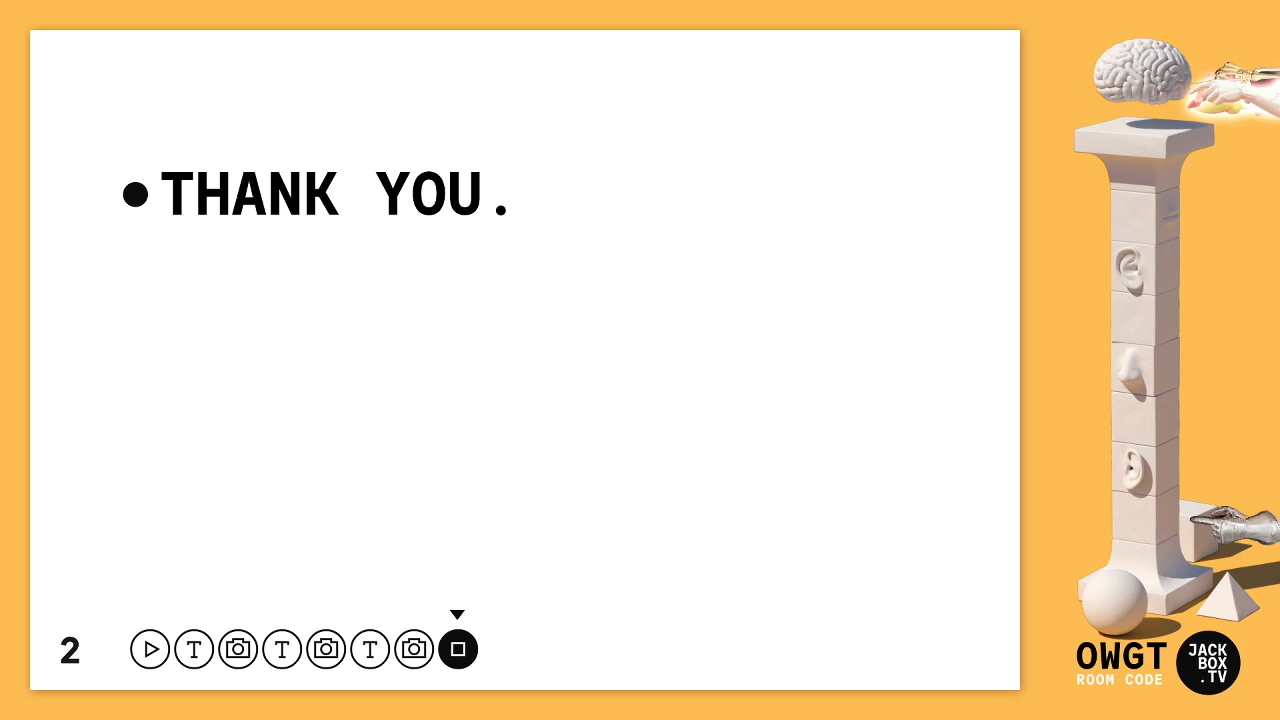 ● THANK YOU.
2
T T T
OWGT
ROOM CODE
JACK
BOX
.TV